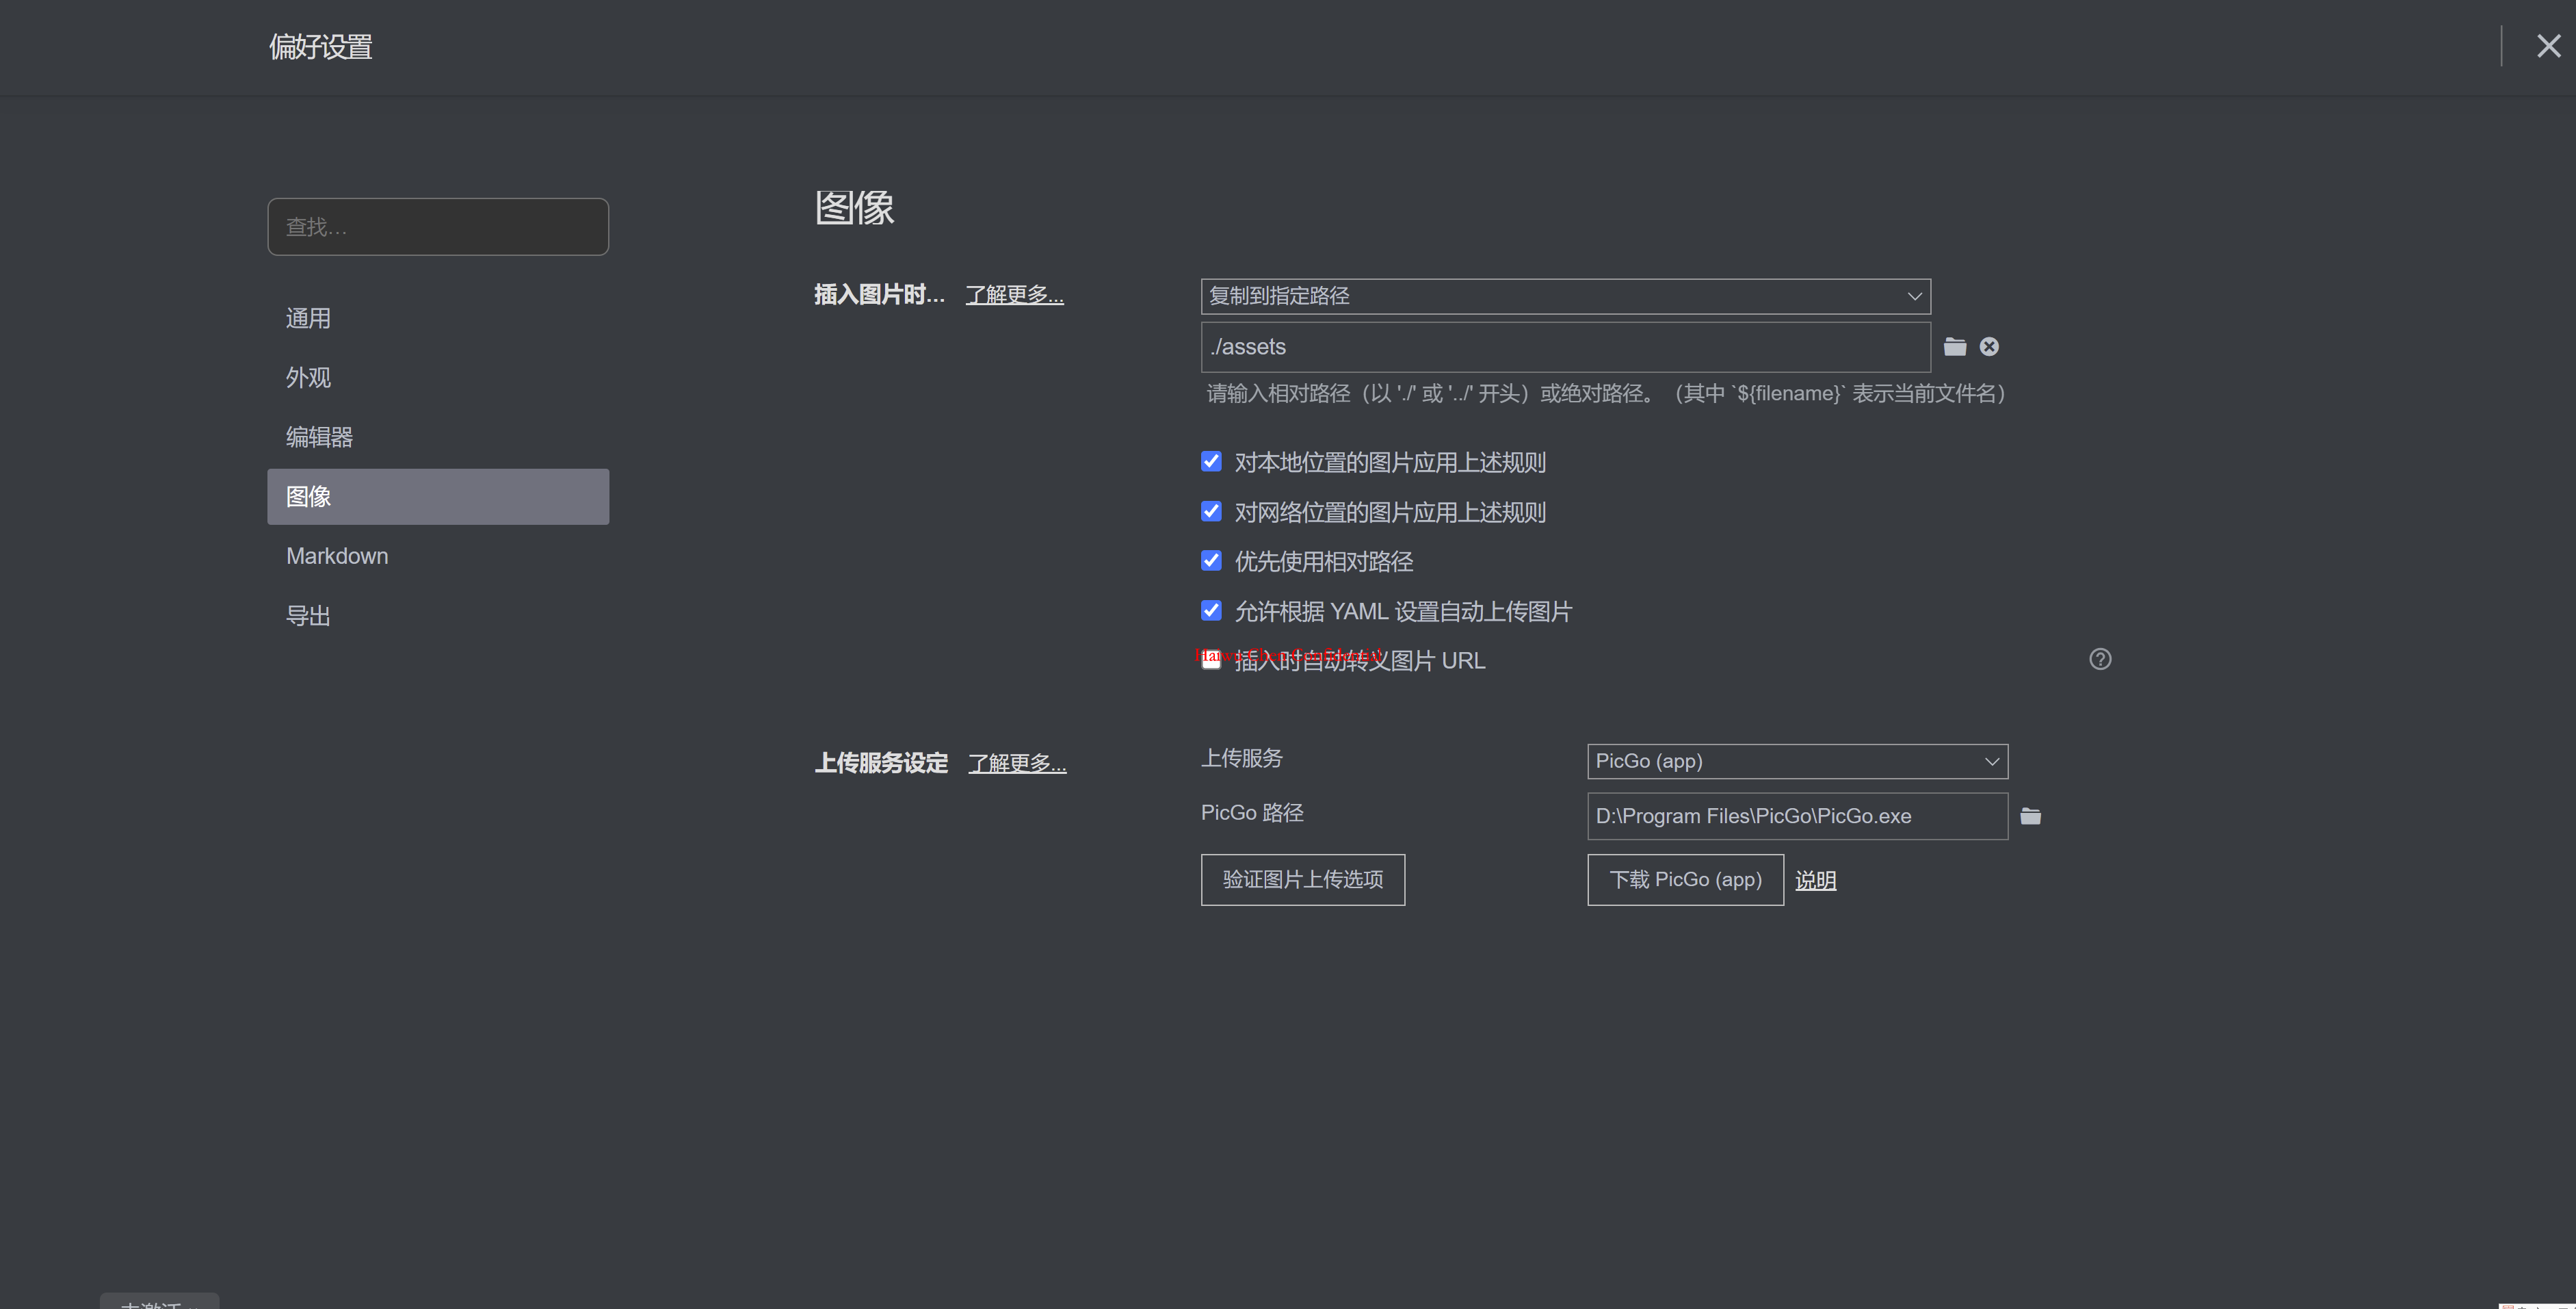 偏好设置
查找...
通用
外观
编辑器
图像
Markdown
导出
图像
插入图片时... 了解更多...
复制到指定路径
./assets
请输入相对路径（以 './' 或 '../' 开头）或绝对路径。（其中 `${filename}` 表示当前文件名）
对本地位置的图片应用上述规则
对网络位置的图片应用上述规则
优先使用相对路径
允许根据 YAML 设置自动上传图片
插入时自动转义图片 URL
上传服务设定 了解更多...
上传服务 PicGo (app)
PicGo 路径 D:\Program Files\PicGo\PicGo.exe
验证图片上传选项 下载 PicGo (app) 说明